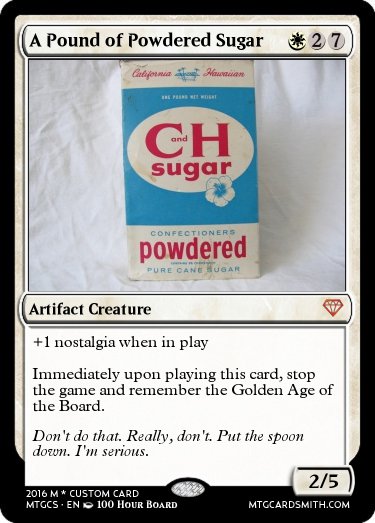 A Pound of Powdered Sugar 2 7
California Hawaiian
ONE POUND NET WEIGHT
C and H
sugar
CONFECTIONERS
powdered
PURE CANE SUGAR
Artifact Creature
+1 nostalgia when in play
Immediately upon playing this card, stop
the game and remember the Golden Age of
the Board.
Don't do that. Really, don't. Put the spoon
down. I'm serious.
2/5
2016 M * CUSTOM CARD
MTGCS • EN 100 Hour Board
MTGCARDSMITH.COM